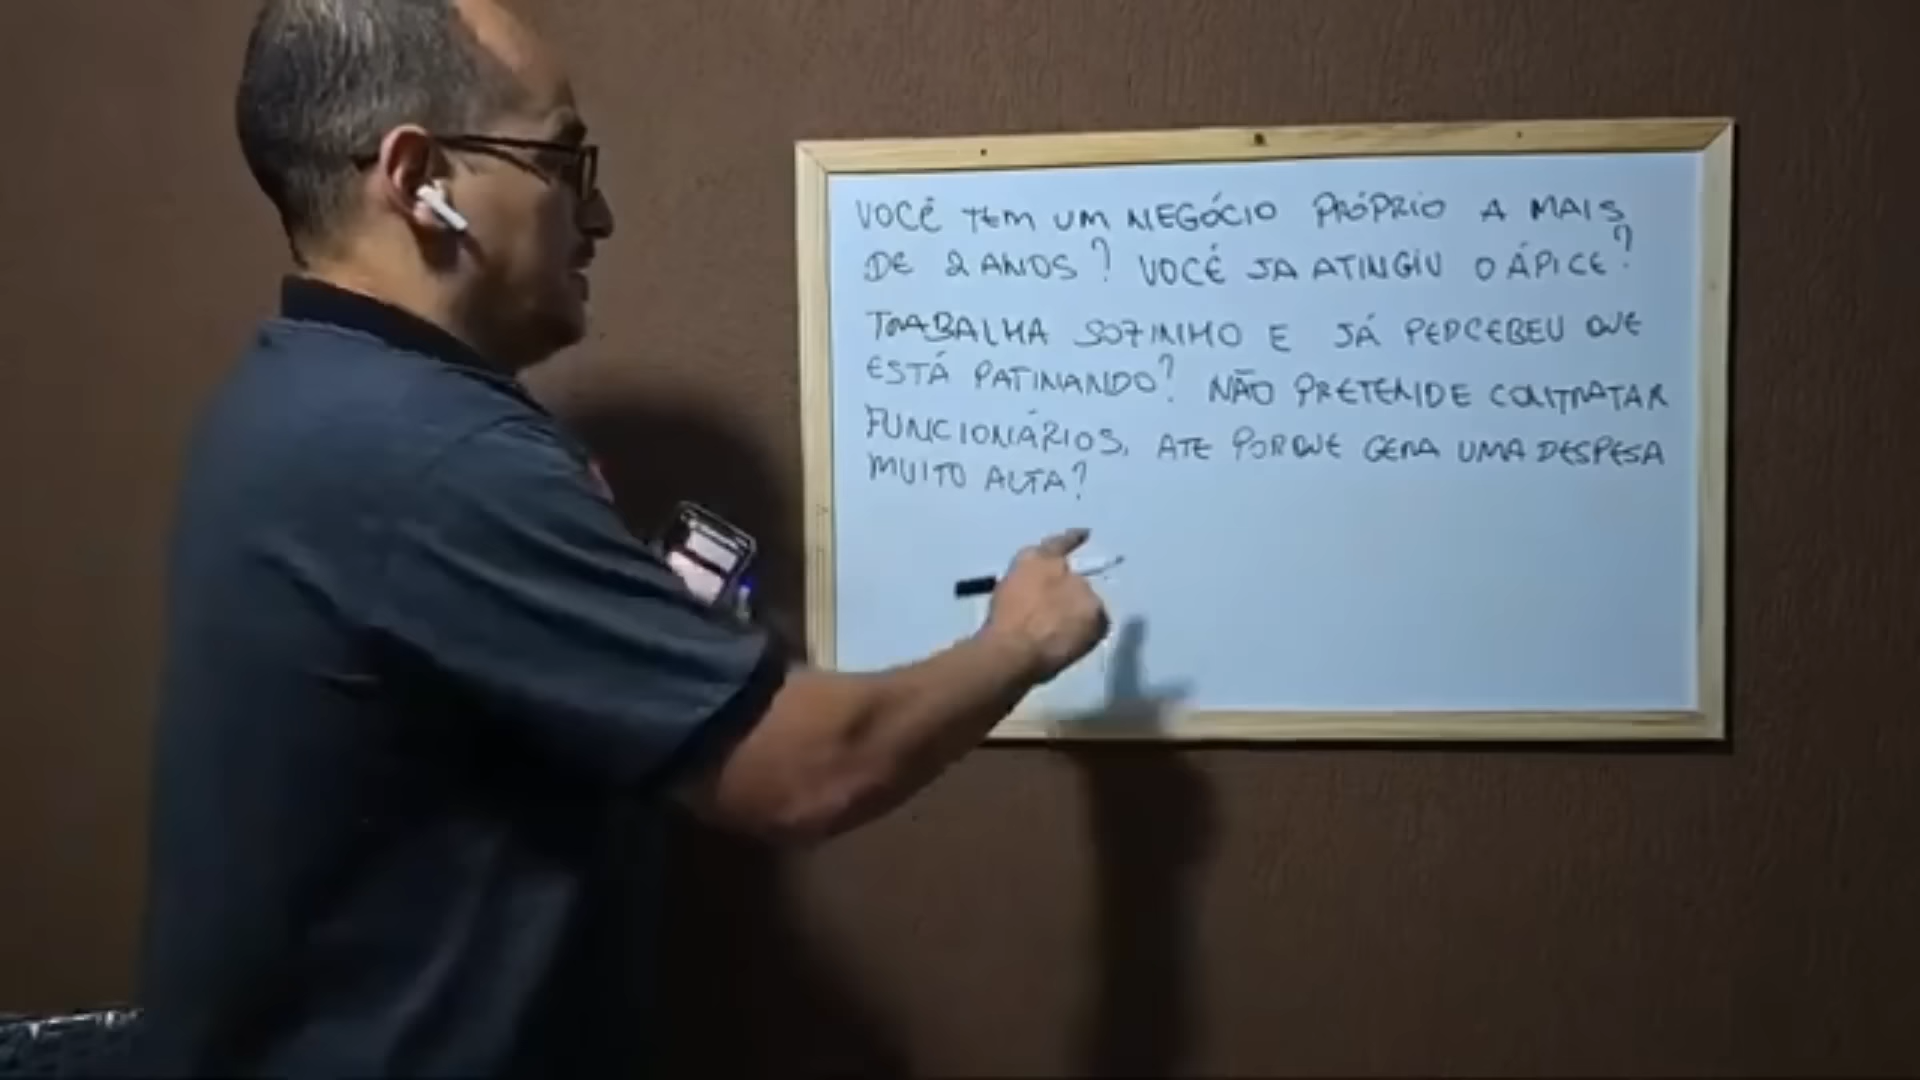 VOCÊ TEM UM NEGÓCIO PRÓPRIO A MAIS
DE 2 ANOS? VOCÊ JA ATINGIU O ÁPICE?
TRABALHA SOZINHO E JÁ PERCEBEU QUE
ESTÁ PATINANDO? NÃO PRETENDE CONTRATAR
FUNCIONÁRIOS, ATE PORQUE GERA UMA DESPESA
MUITO ALTA?